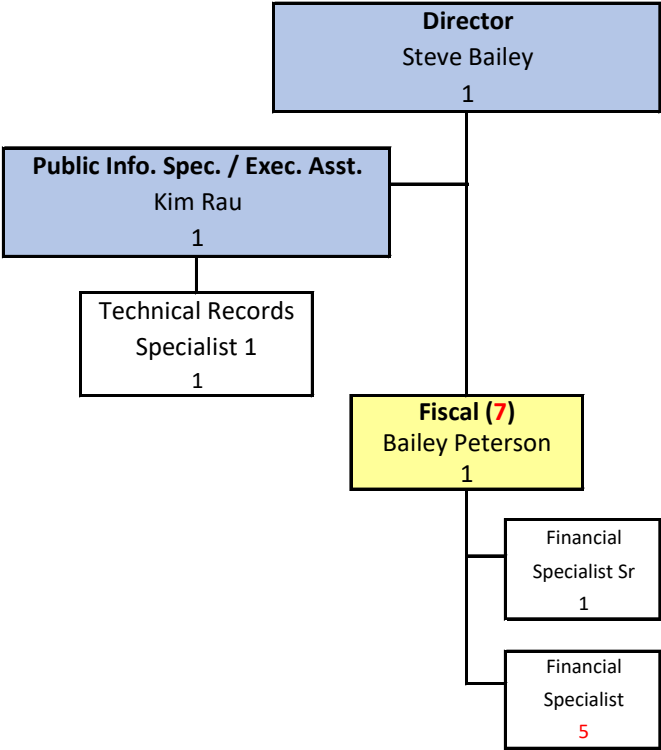 Director
Steve Bailey
1
Public Info. Spec. / Exec. Asst.
Kim Rau
1
Technical Records
Specialist 1
1
Fiscal (7)
Bailey Peterson
1
Financial
Specialist Sr
1
Financial
Specialist
5